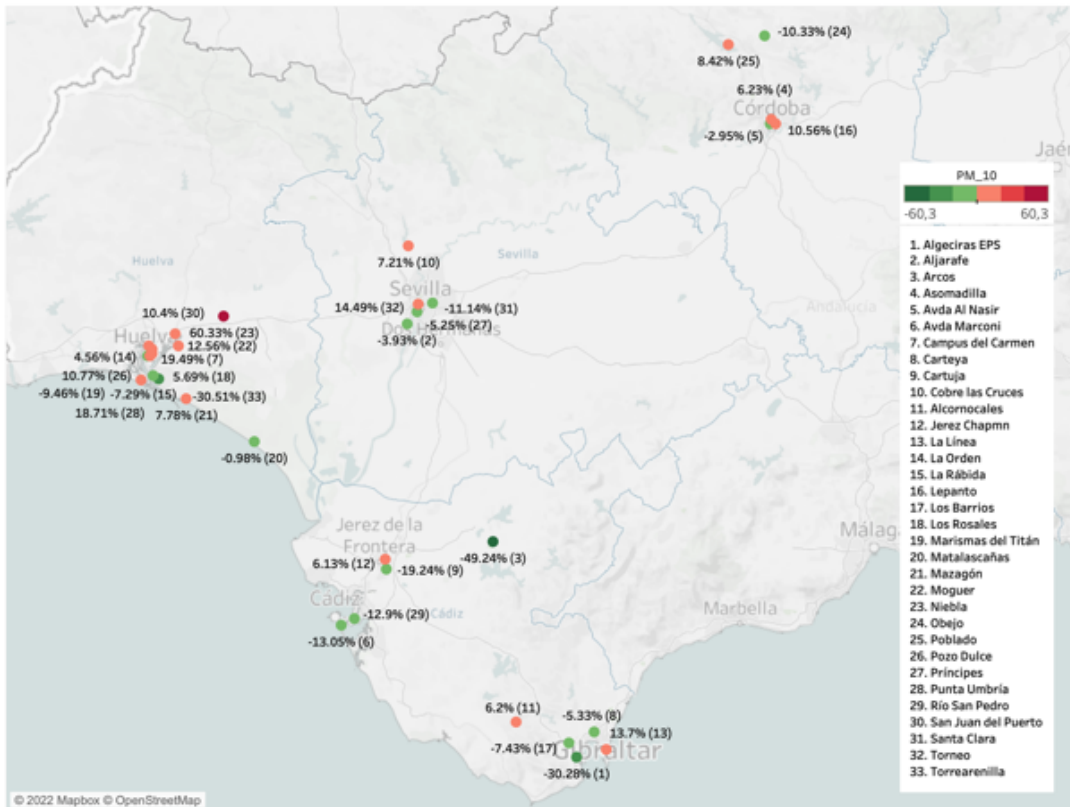 -10.33% (24)
8.42% (25)
6.23% (4)
Córdoba
-2.95% (5)
10.56% (16)
Jaén
PM_10
-60,3
60,3
1. Algeciras EPS
2. Aljarafe
3. Arcos
4. Asomadilla
5. Avda Al Nasir
6. Avda Marconi
7. Campus del Carmen
8. Carteya
9. Cartuja
10. Cobre las Cruces
11. Alcornocales
12. Jerez Chapmn
13. La Línea
14. La Orden
15. La Rábida
16. Lepanto
17. Los Barrios
18. Los Rosales
19. Marismas del Titán
20. Matalascañas
21. Mazagón
22. Moguer
23. Niebla
24. Obejo
25. Poblado
26. Pozo Dulce
27. Príncipes
28. Punta Umbría
29. Río San Pedro
30. San Juan del Puerto
31. Santa Clara
32. Torneo
33. Torrearenilla
Huelva
Sevilla
7.21% (10)
Sevilla
14.49% (32)
-11.14% (31)
-5.25% (27)
Dos Hermanas
-3.93% (2)
Andalucía
10.4% (30)
60.33% (23)
Huelva
12.56% (22)
4.56% (14)
19.49% (7)
10.77% (26)
5.69% (18)
-9.46% (19)
-7.29% (15)
-30.51% (33)
18.71% (28)
7.78% (21)
-0.98% (20)
Jerez de la
Frontera
-49.24% (3)
6.13% (12)
-19.24% (9)
Málaga
Cádiz
-12.9% (29)
Cádiz
Marbella
-13.05% (6)
6.2% (11)
-5.33% (8)
13.7% (13)
-7.43% (17)
Gibraltar
-30.28% (1)
© 2022 Mapbox © OpenStreetMap